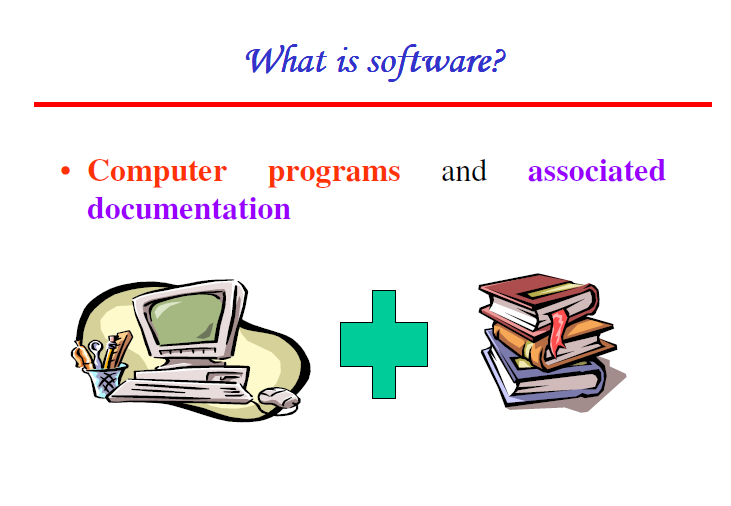 What is software?
• Computer programs and associated
documentation